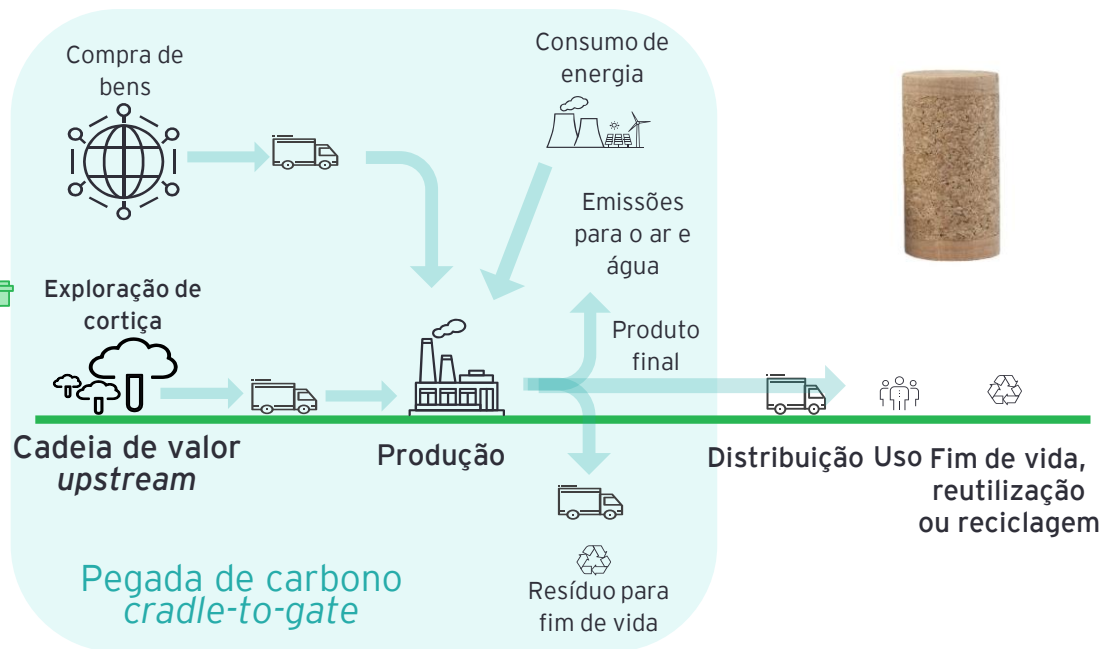 Compra de
bens
Consumo de
energia
Emissões
para o ar e
água
Exploração de
cortiça
Produto
final
Cadeia de valor
upstream
Produção
Distribuição
Uso
Fim de vida,
reutilização
ou reciclagem
Resíduo para
fim de vida
Pegada de carbono
cradle-to-gate